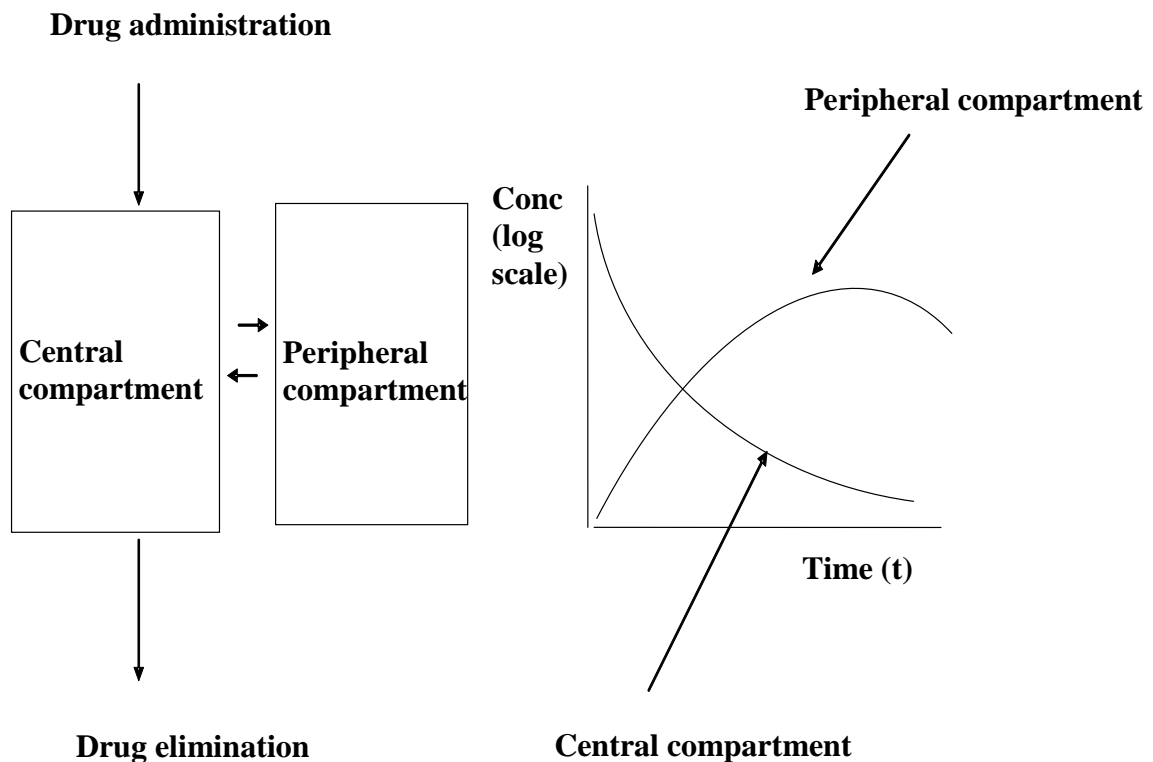 Drug administration
Peripheral compartment
Conc
(log
scale)
Central
compartment
Peripheral
compartment
Time (t)
Drug elimination
Central compartment